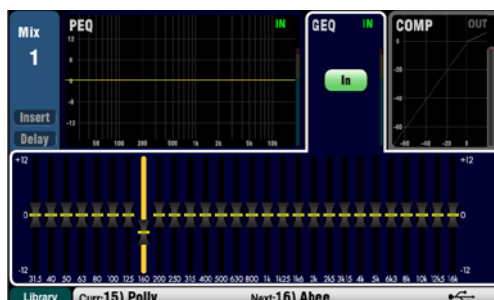 Mix
1
Insert
Delay
PEQ IN
12
6
0
-6
-12
50 100 200 500 1k 2k 5k 10k
GEQ IN
In
COMP OUT
0
-20
-40
-60
-60 -40 -20 0
+12 +12
0 0
-12 -12
31.5 40 50 63 80 100 125 160 200 250 315 400 500 630 800 1k 1k25 1k6 2k 2k5 3k15 4k 5k 6k3 8k 10k 12k5 16k
Library Curr:15) Polly Next:16) Abee